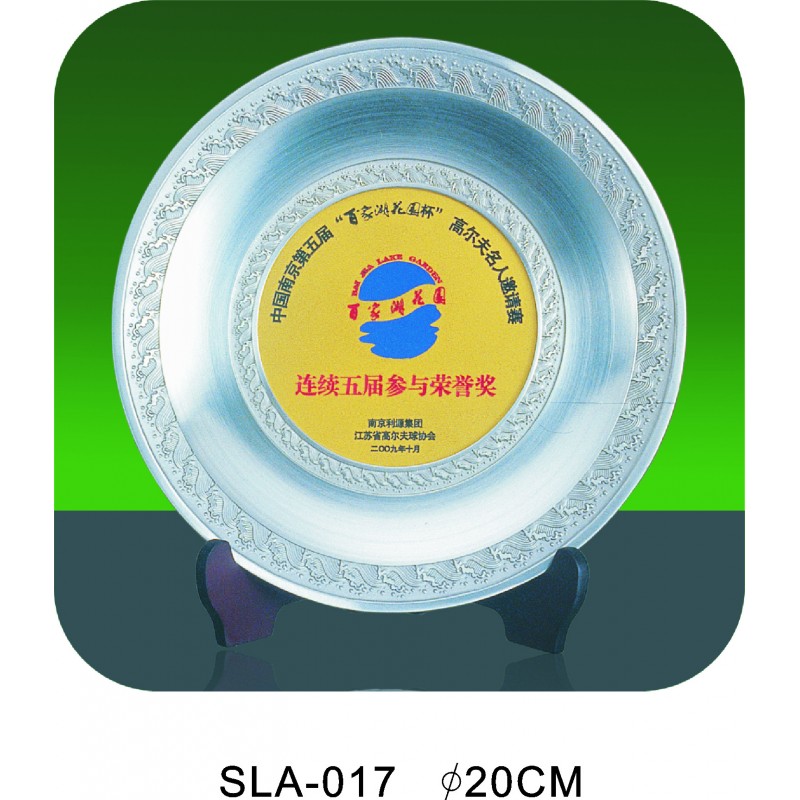 中国南京第五届“百家湖花园杯”高尔夫名人邀请赛
BAI JIA LAKE GARDEN
百家湖花园
连续五届参与荣誉奖
南京利源集团
江苏省高尔夫球协会
二OO九年十月
SLA-017 ϕ20CM